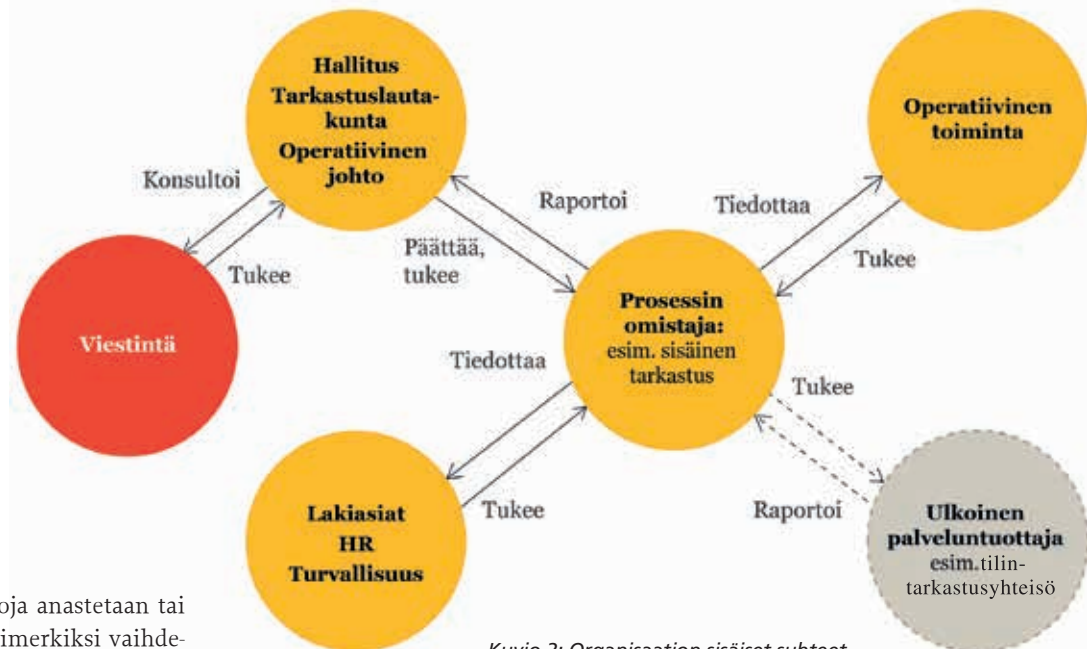 Hallitus
Tarkastuslauta-
kunta
Operatiivinen
johto
Operatiivinen
toiminta
Konsultoi
Raportoi
Tiedottaa
Päättää,
tukee
Tukee
Tukee
Viestintä
Prosessin
omistaja:
esim. sisäinen
tarkastus
Tiedottaa
Tukee
Lakiasiat
HR
Turvallisuus
Tukee
Raportoi
Ulkoinen
palveluntuottaja
esim.tilin-
tarkastusyhteisö
oja anastetaan tai
imerkiksi vaihde-